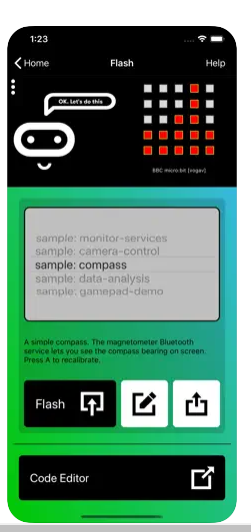 1:23
Home
Flash
Help
OK. Let's do this
BBC micro:bit [zogav]
sample: monitor-services
sample: camera-control
sample: compass
sample: data-analysis
sample: gamepad-demo
A simple compass. The magnetometer Bluetooth
service lets you see the compass bearing on screen.
Press A to recalibrate.
Flash
Code Editor